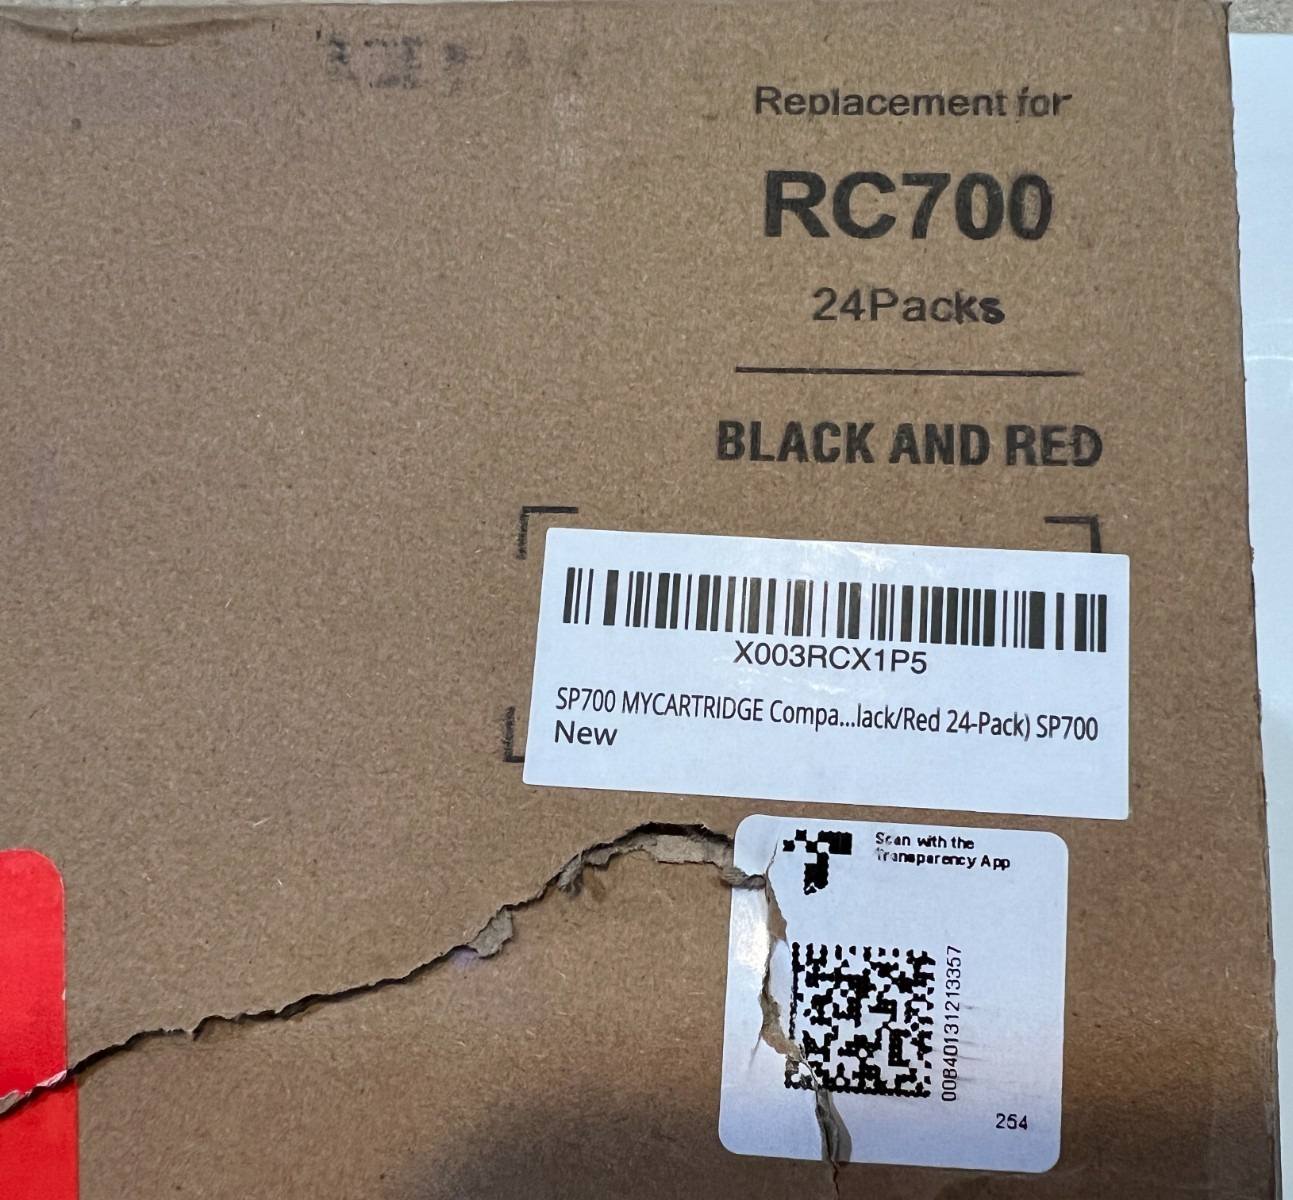 Replacement for
RC700
24Packs
BLACK AND RED
X003RCX1P5
SP700 MYCARTRIDGE Compa...lack/Red 24-Pack) SP700
New
Scan with the
Transparency App
00840131213357
254